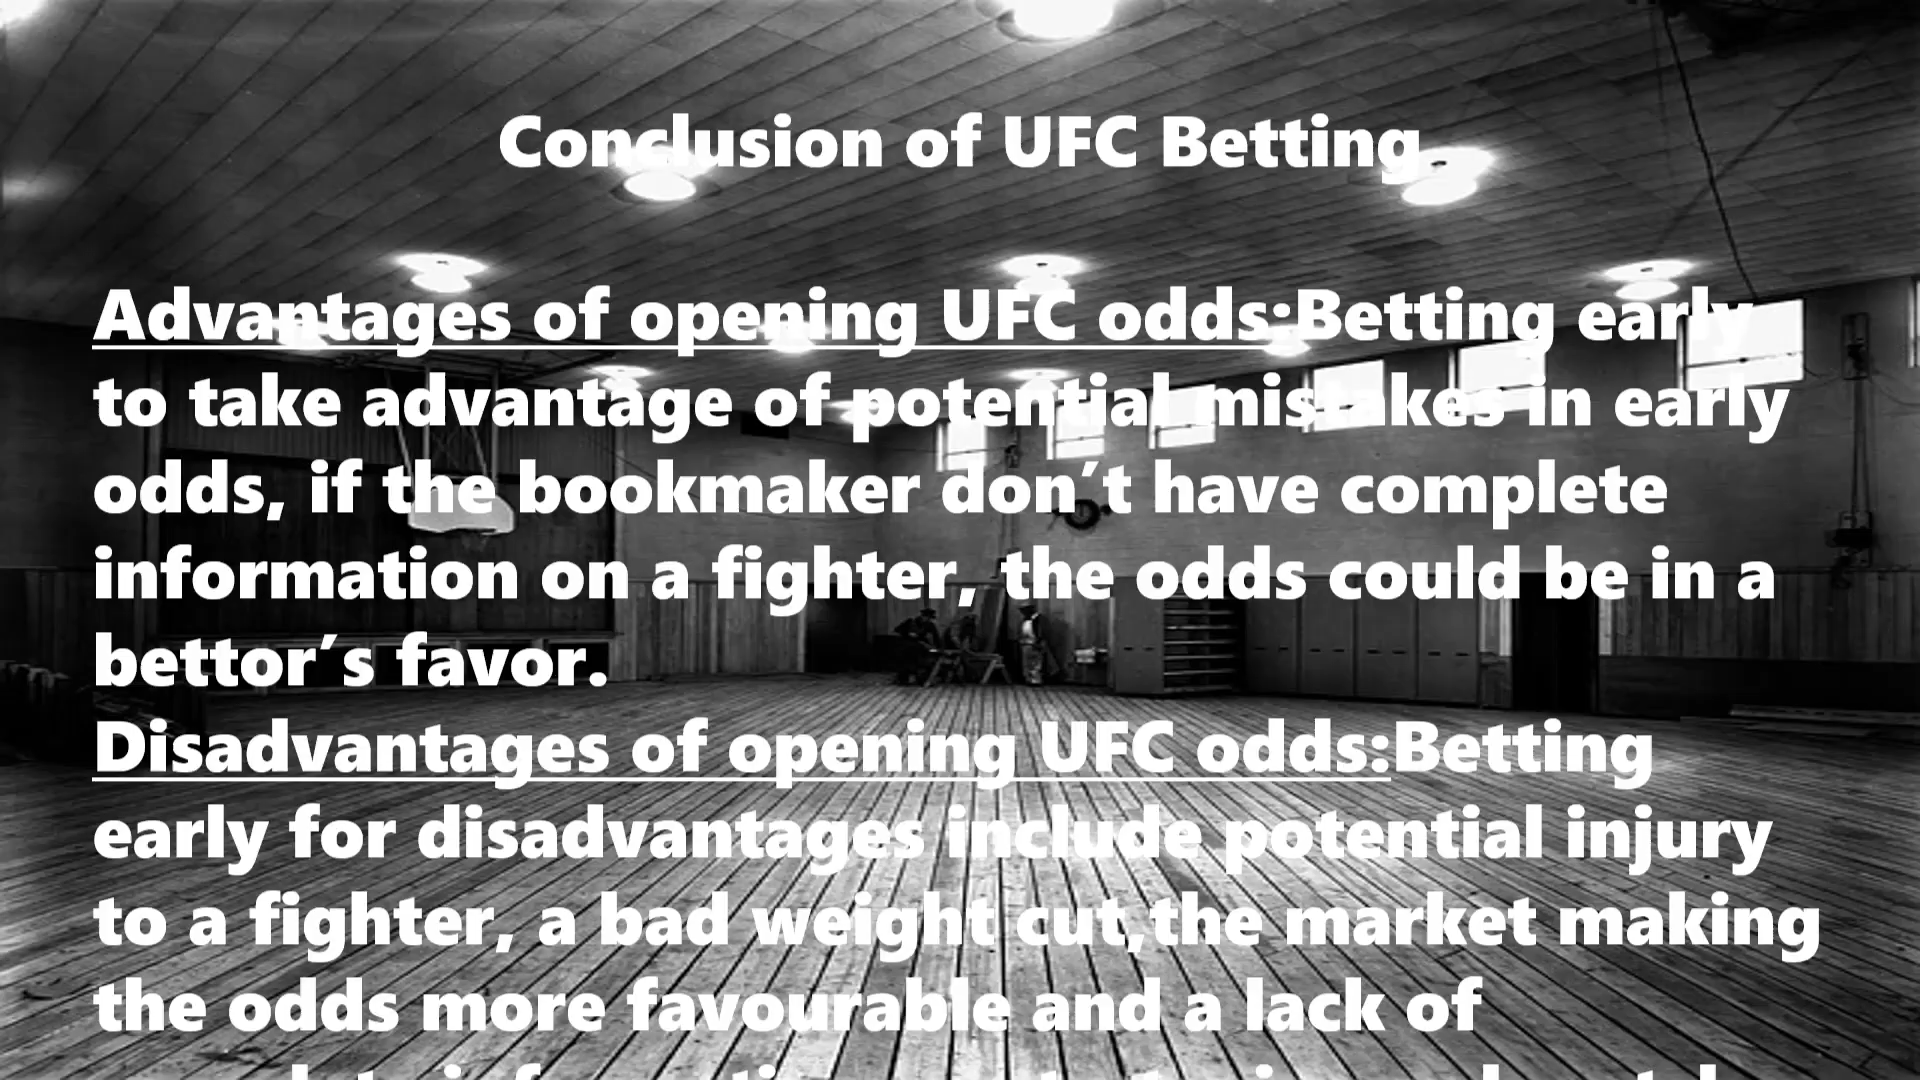 Conclusion of UFC Betting
Advantages of opening UFC odds:Betting early
to take advantage of potential mistakes in early
odds, if the bookmaker don´t have complete
information on a fighter, the odds could be in a
bettor´s favor.
Disadvantages of opening UFC odds:Betting
early for disadvantages include potential injury
to a fighter, a bad weight cut,the market making
the odds more favourable and a lack of